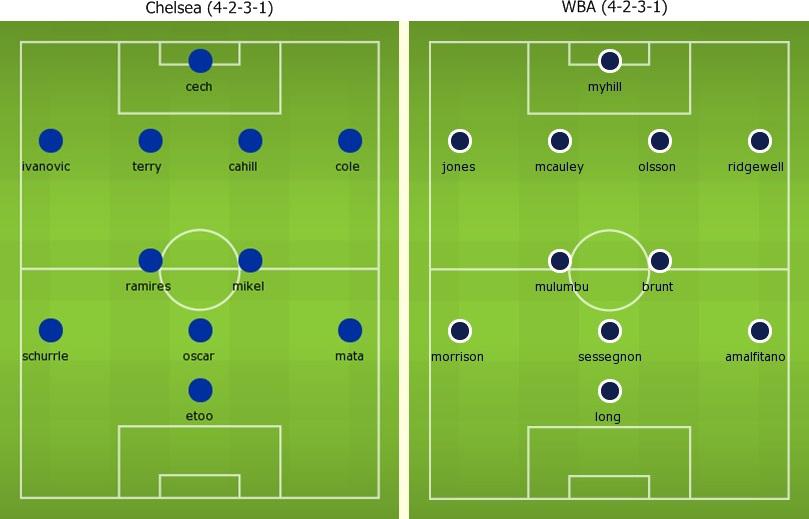 Chelsea (4-2-3-1)
cech
ivanovic terry cahill cole
ramires mikel
schurrle oscar mata
etoo
WBA (4-2-3-1)
myhill
jones mcauley olsson ridgewell
mulumbu brunt
morrison sessegnon amalfitano
long